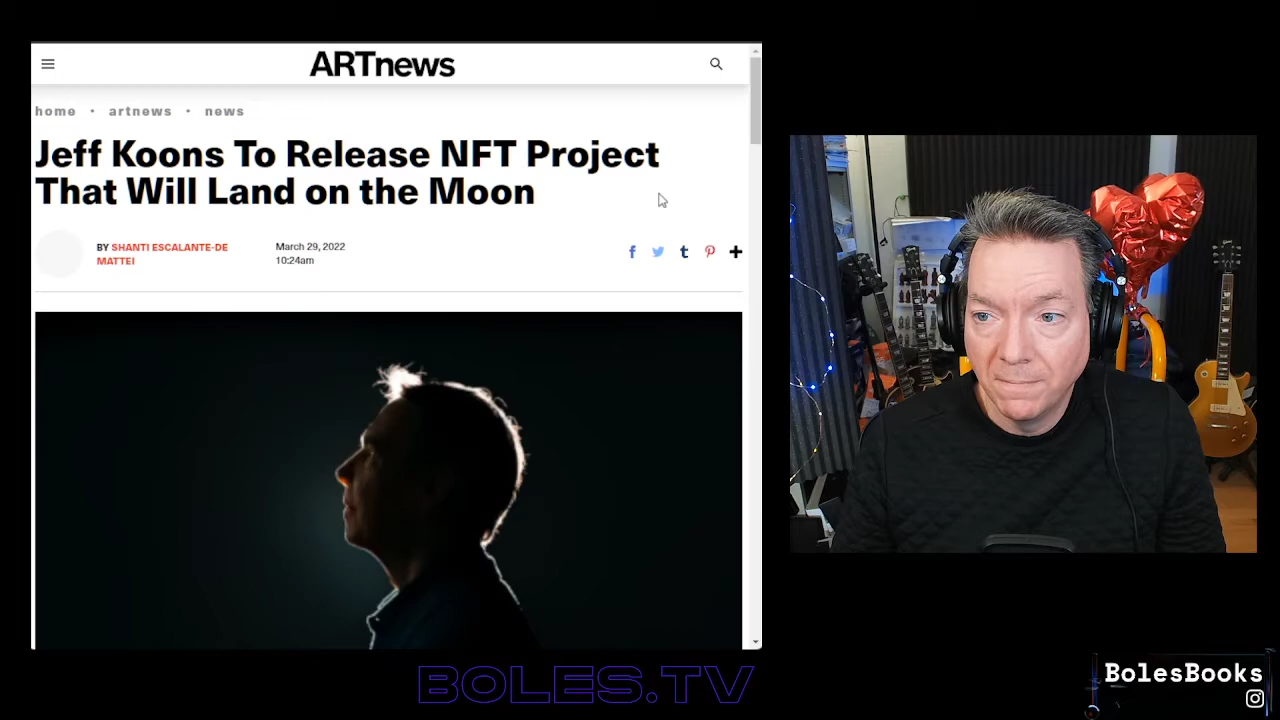 ARTnews
home • artnews • news
Jeff Koons To Release NFT Project
That Will Land on the Moon
BY SHANTI ESCALANTE-DE
MATTEI
March 29, 2022
10:24am
BOLES.TV
BolesBooks